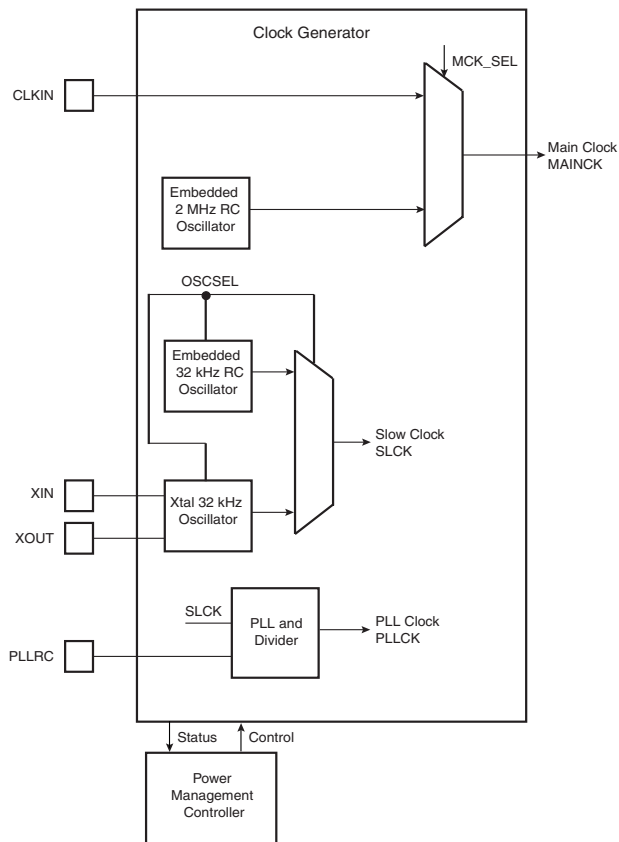 Clock Generator
MCK_SEL
CLKIN
Main Clock
MAINCK
Embedded
2 MHz RC
Oscillator
OSCSEL
Embedded
32 kHz RC
Oscillator
Slow Clock
SLCK
XIN
Xtal 32 kHz
Oscillator
XOUT
SLCK
PLL and
Divider
PLL Clock
PLLCK
PLLRC
Status
Control
Power
Management
Controller